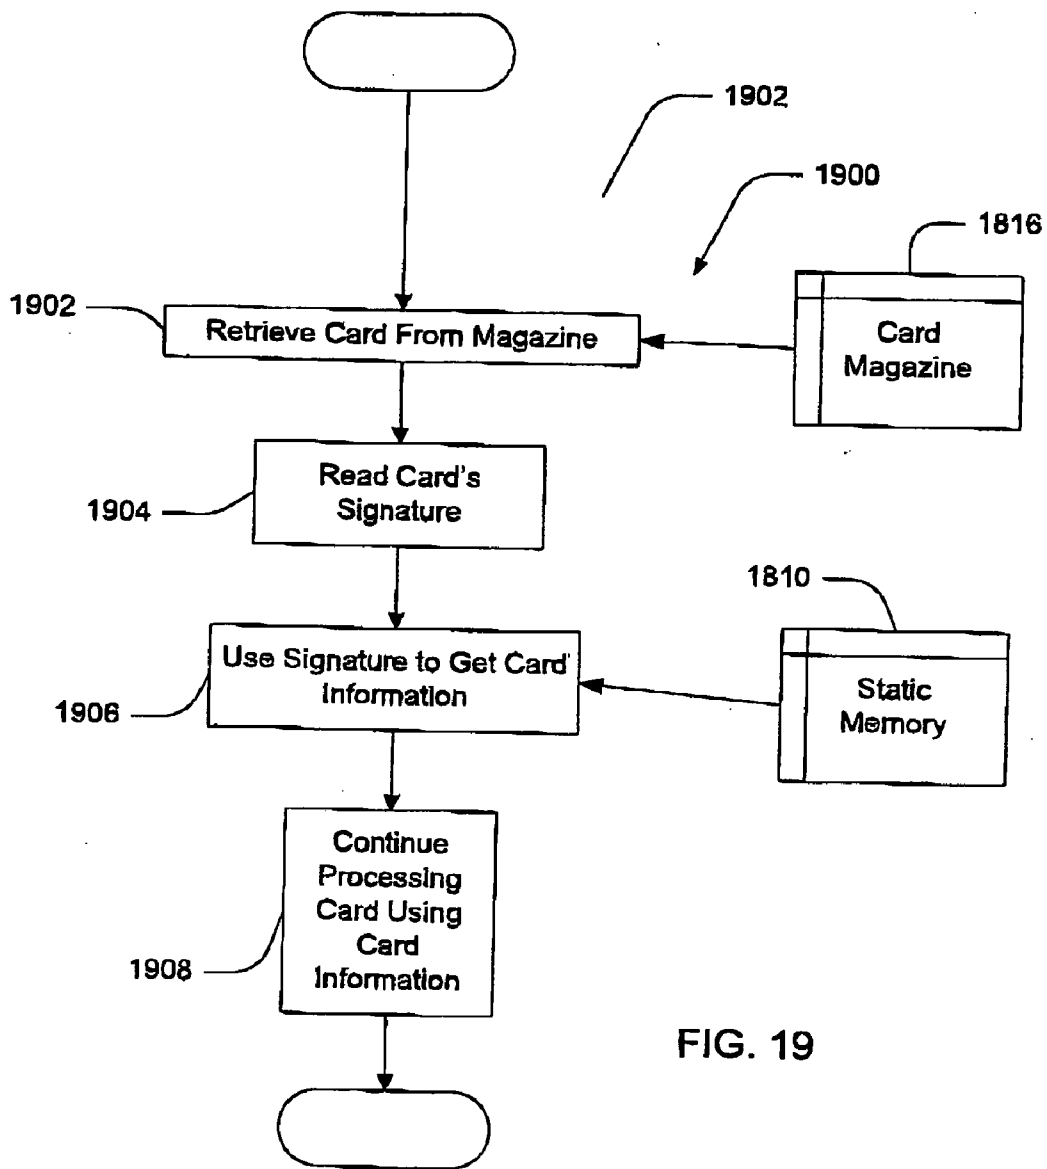 1902
1900
1816
1902
Retrieve Card From Magazine
Card
Magazine
Read Card's
Signature
1904
1810
Use Signature to Get Card
Information
Static
Memory
1906
Continue
Processing
Card Using
Card
Information
1908
FIG. 19